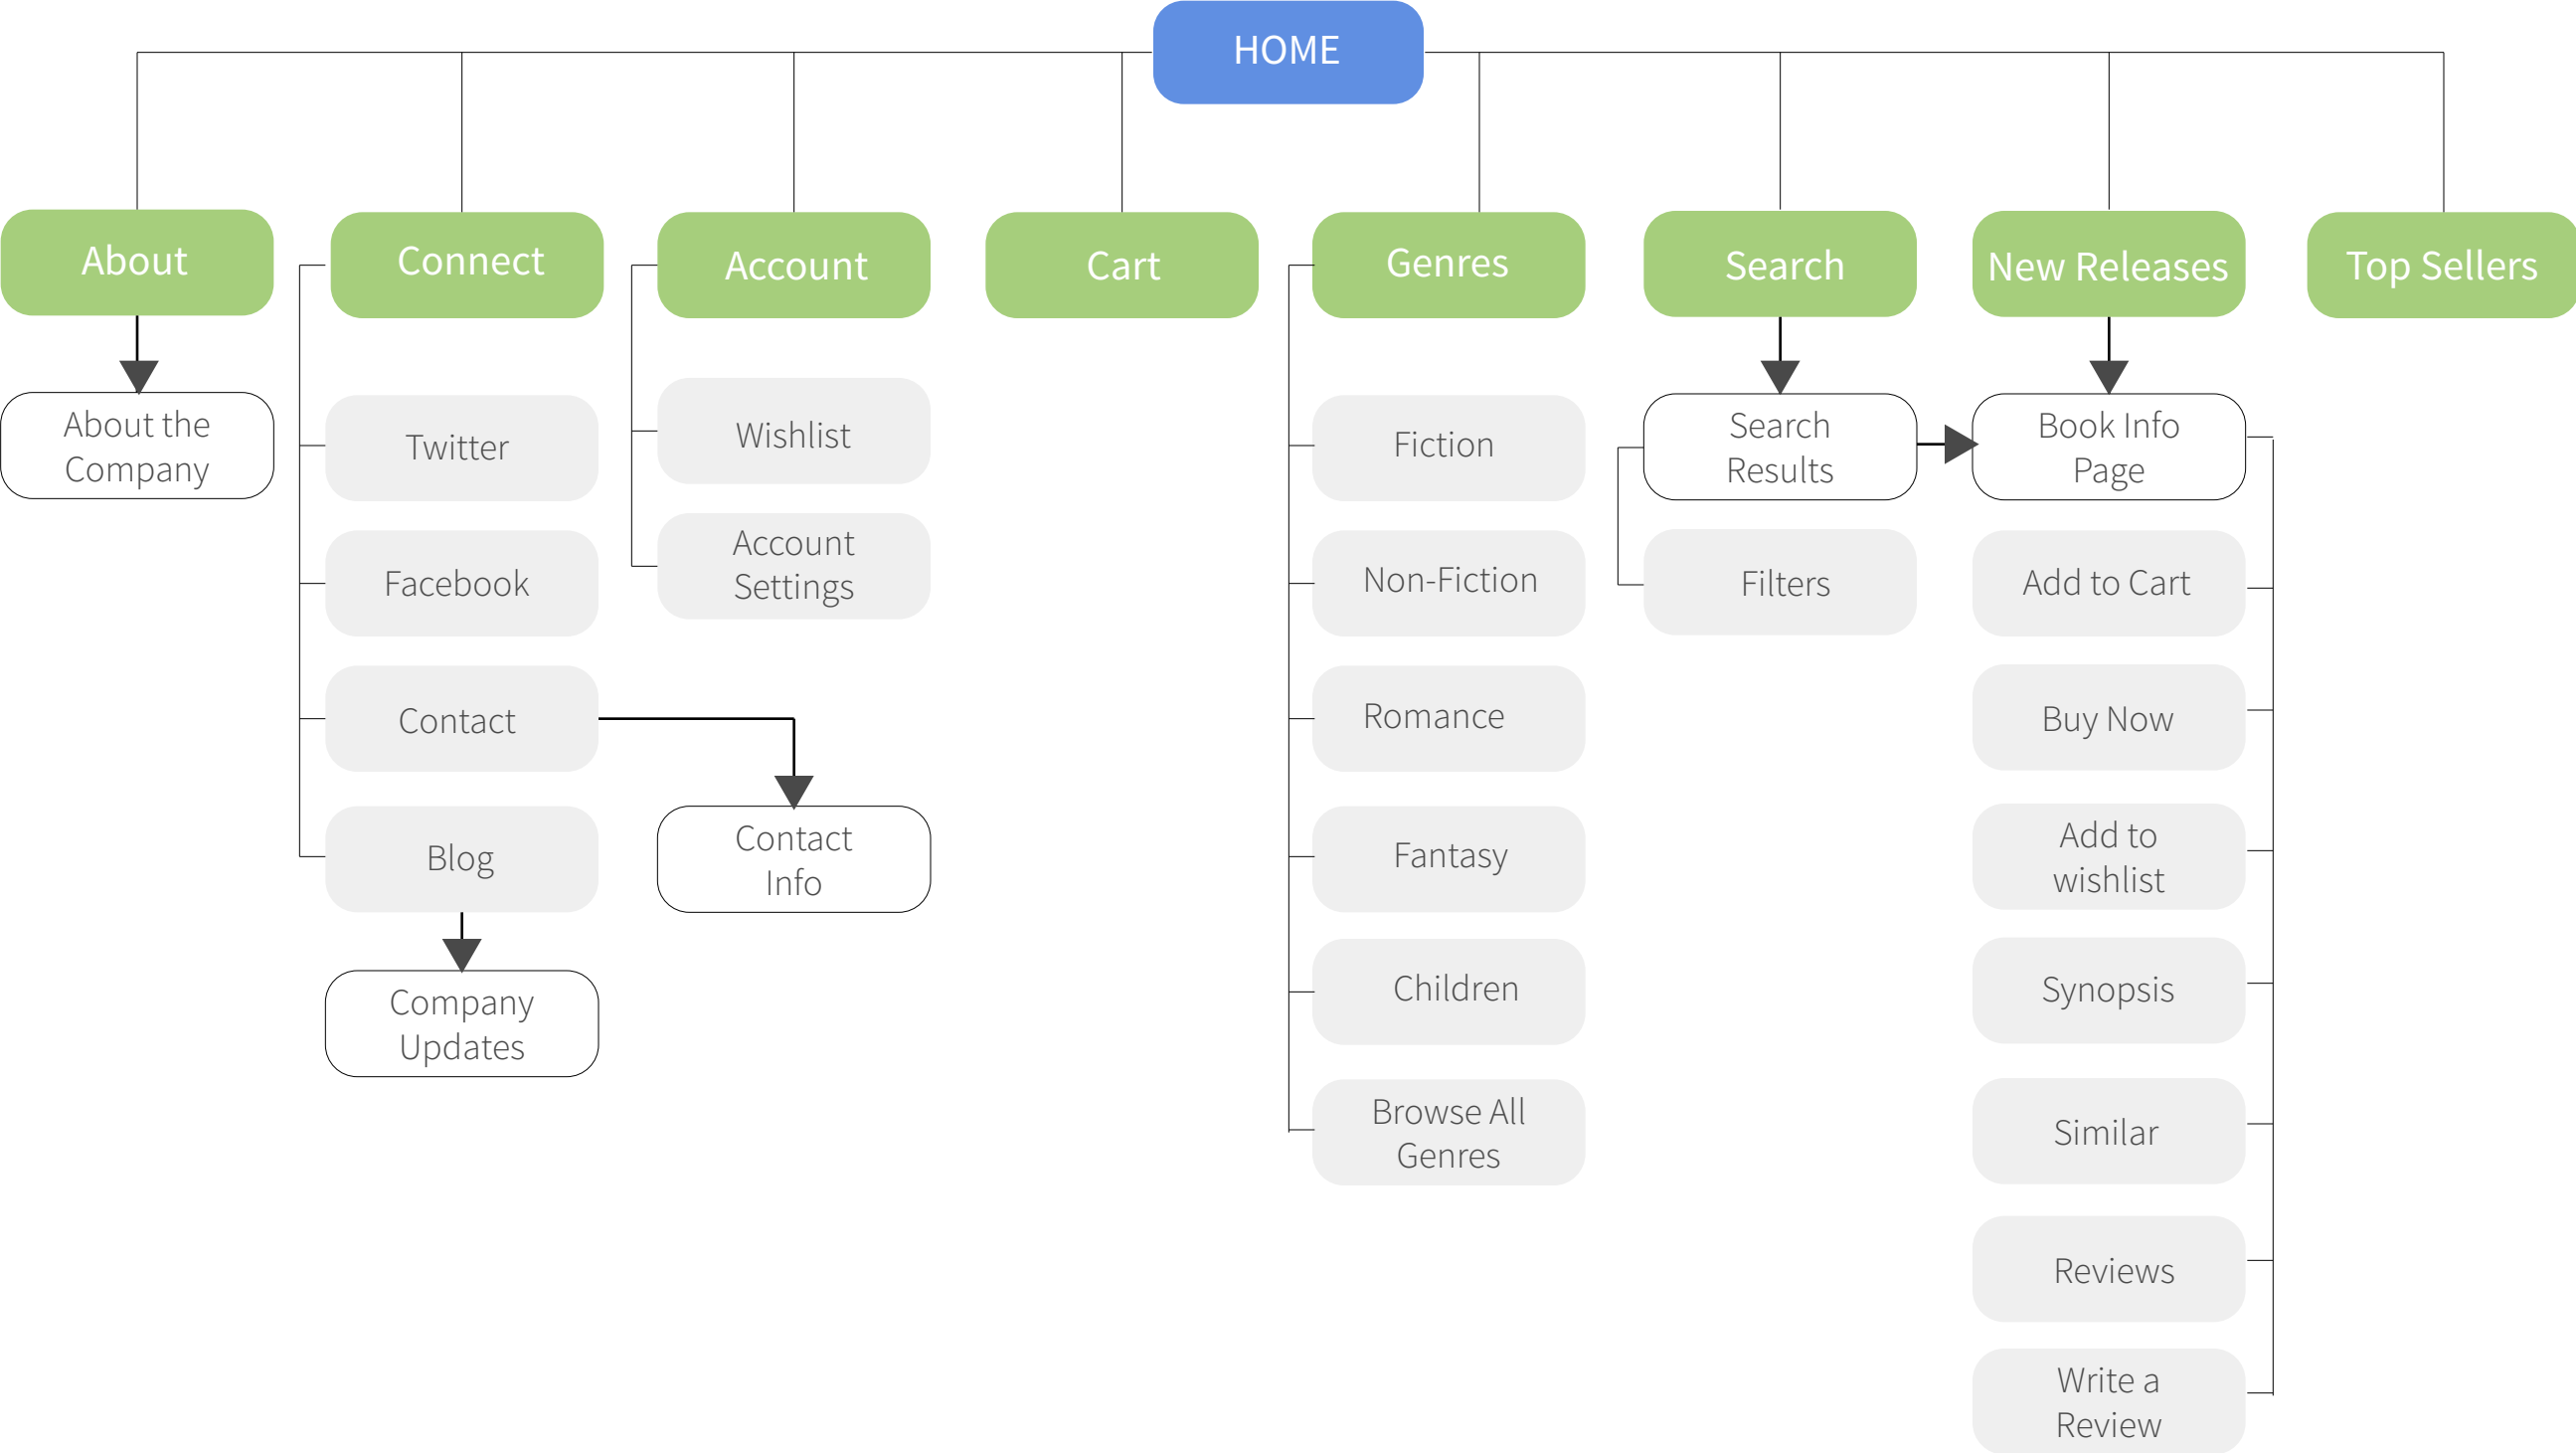 HOME
About
Connect
Account
Cart
Genres
Search
New Releases
Top Sellers
About the
Company
Twitter
Facebook
Contact
Blog
Company
Updates
Wishlist
Account
Settings
Contact
Info
Fiction
Non-Fiction
Romance
Fantasy
Children
Browse All
Genres
Search
Results
Filters
Book Info
Page
Add to Cart
Buy Now
Add to
wishlist
Synopsis
Similar
Reviews
Write a
Review